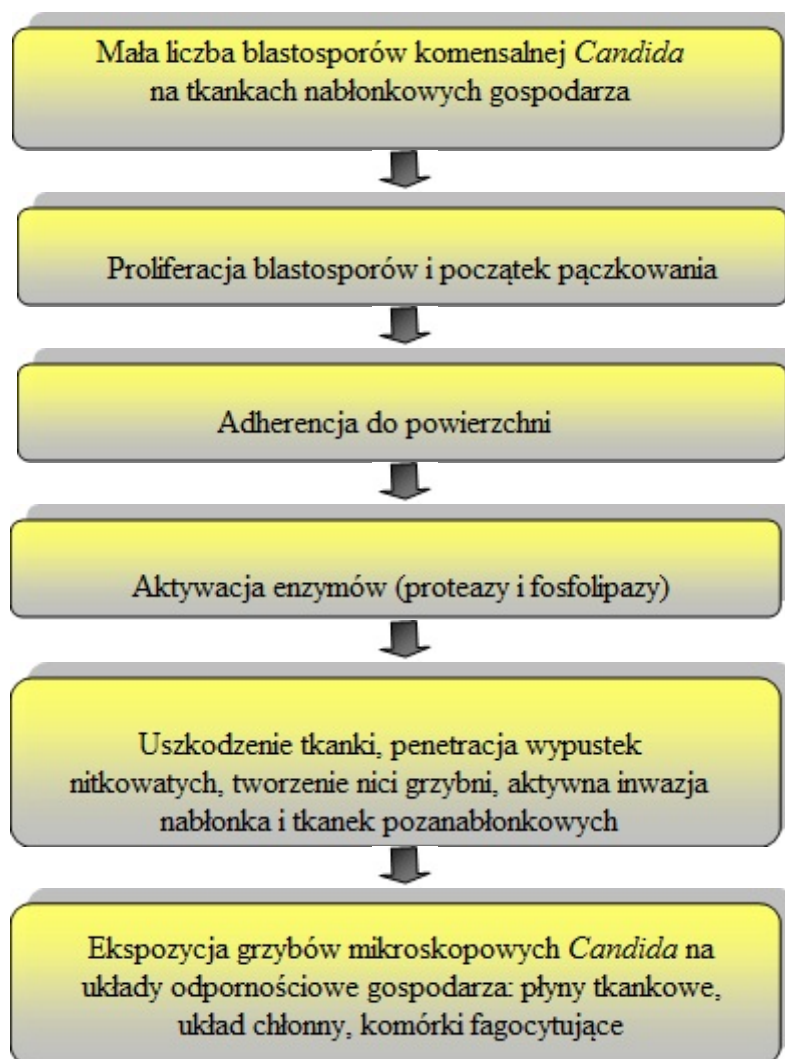 Mała liczba blastosporów komensalnej Candida
na tkankach nabłonkowych gospodarza
Proliferacja blastosporów i początek pączkowania
Adherencja do powierzchni
Aktywacja enzymów (proteazy i fosfolipazy)
Uszkodzenie tkanki, penetracja wypustek
nitkowatych, tworzenie nici grzybni, aktywna inwazja
nabłonka i tkanek pozanabłonkowych
Ekspozycja grzybów mikroskopowych Candida na
układy odpornościowe gospodarza: płyny tkankowe,
układ chłonny, komórki fagocytujące